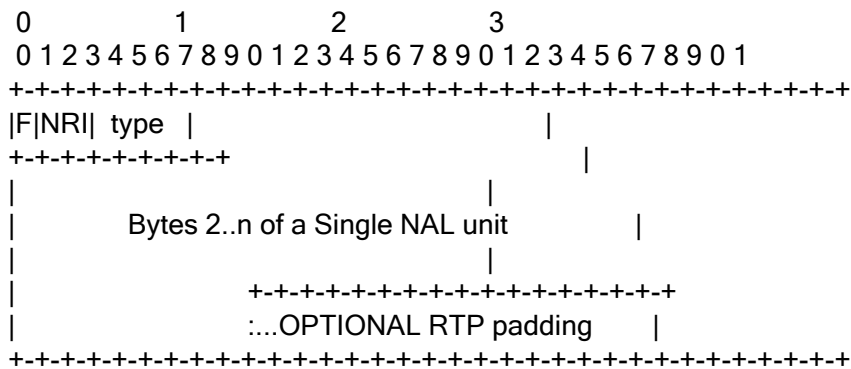 0                   1                   2                   3
0 1 2 3 4 5 6 7 8 9 0 1 2 3 4 5 6 7 8 9 0 1 2 3 4 5 6 7 8 9 0 1
+-+-+-+-+-+-+-+-+-+-+-+-+-+-+-+-+-+-+-+-+-+-+-+-+-+-+-+-+-+-+-+-+
|F|NRI|  type   |                                               |
+-+-+-+-+-+-+-+-+                                               |
|                                                               |
|               Bytes 2..n of a Single NAL unit                 |
|                                                               |
|                               +-+-+-+-+-+-+-+-+-+-+-+-+-+-+-+-+
|                               :...OPTIONAL RTP padding        |
+-+-+-+-+-+-+-+-+-+-+-+-+-+-+-+-+-+-+-+-+-+-+-+-+-+-+-+-+-+-+-+-+